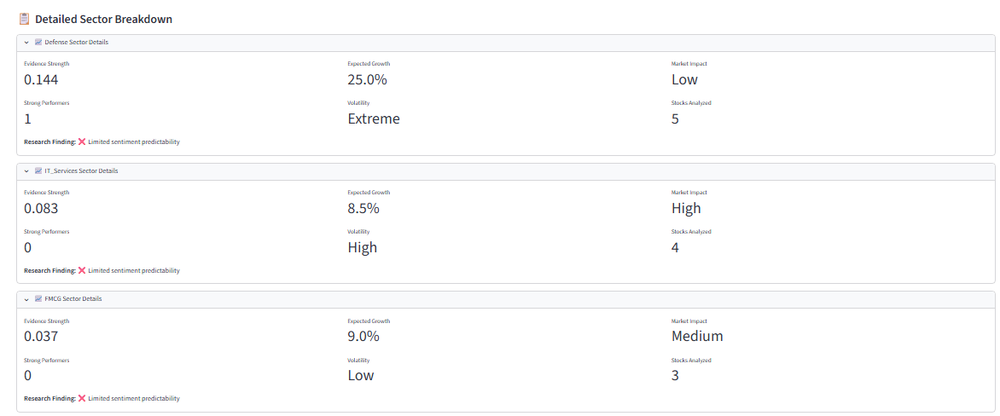 Detailed Sector Breakdown
Defense Sector Details
Evidence Strength Expected Growth Market Impact
0.144 25.0% Low
Strong Performers Volatility Stocks Analyzed
1 Extreme 5
Research Finding: ❌ Limited sentiment predictability
IT_Services Sector Details
Evidence Strength Expected Growth Market Impact
0.083 8.5% High
Strong Performers Volatility Stocks Analyzed
0 High 4
Research Finding: ❌ Limited sentiment predictability
FMCG Sector Details
Evidence Strength Expected Growth Market Impact
0.037 9.0% Medium
Strong Performers Volatility Stocks Analyzed
0 Low 3
Research Finding: ❌ Limited sentiment predictability